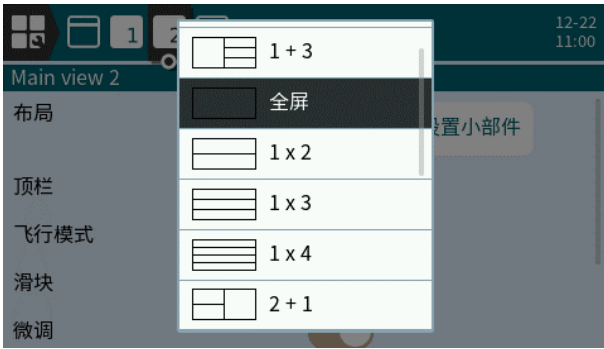 1
2
12-22
11:00
Main view 2
布局
置小部件
顶栏
飞行模式
滑块
微调
1 + 3
全屏
1 x 2
1 x 3
1 x 4
2 + 1